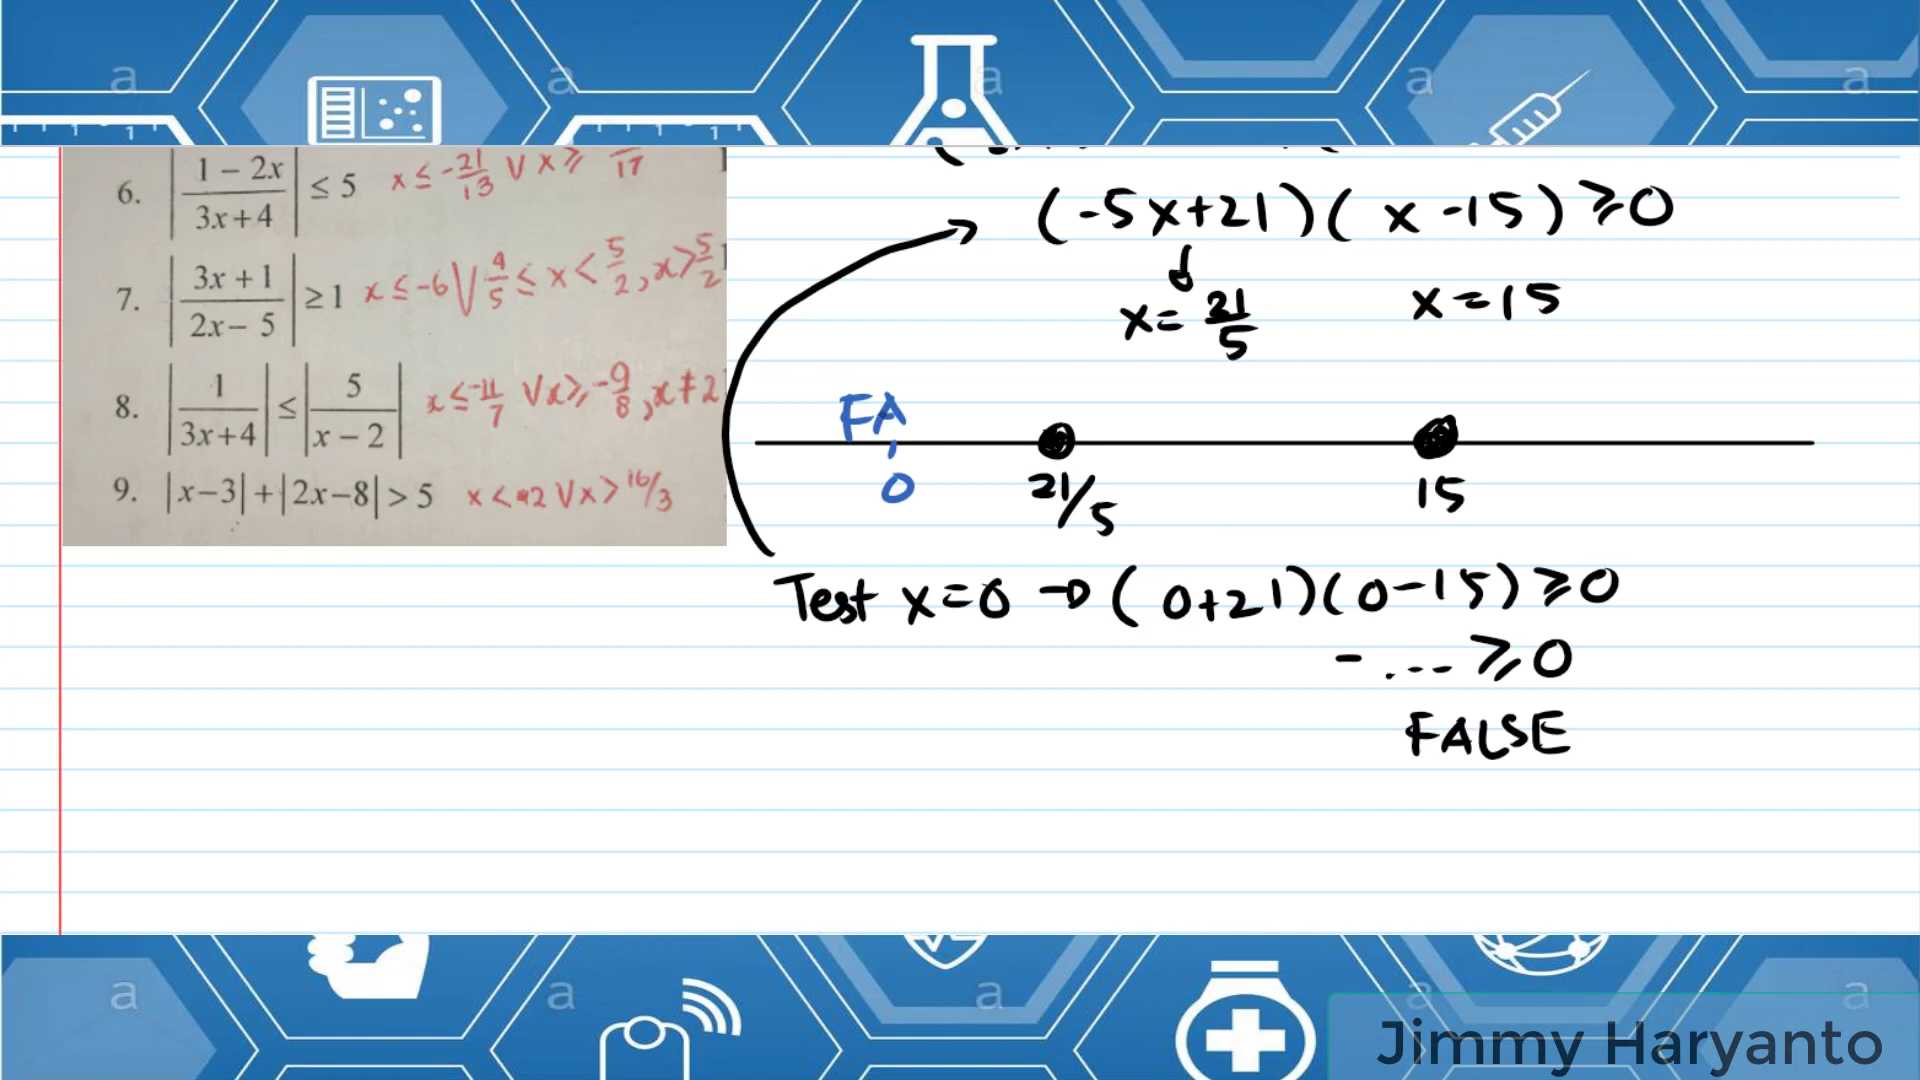 6. |1 – 2x / 3x+4| ≤ 5 x ≤ -21/13 ∨ x ≥ /17
7. |3x + 1 / 2x – 5| ≥ 1 x ≤ -6 ∨ 4/5 ≤ x < 5/2, x > 5/2
8. |1 / 3x+4| ≤ |5 / x – 2| x ≤ -11/7 ∨ x ≥ -9/8, x ≠ 2
9. |x–3|+|2x–8| > 5 x < 2 ∨ x > 16/3
(-5x+21)(x-15) ≥ 0
x = 21/5 x = 15
FA
0 21/5 15
Test x=0 → (0+21)(0-15) ≥ 0
- ... ≥ 0
FALSE
Jimmy Haryanto